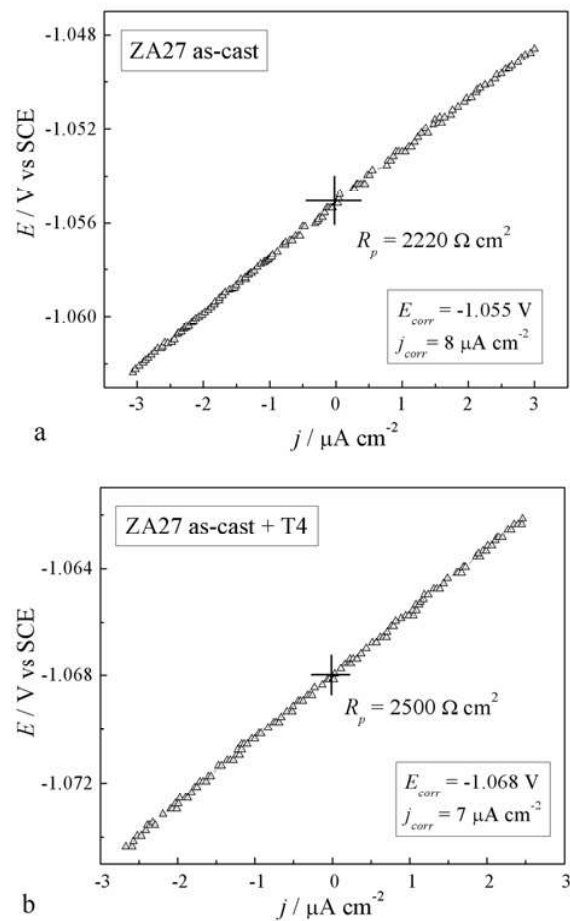 -1.048
ZA27 as-cast
-1.052
E / V vs SCE
-1.056
R_p = 2220 Ω cm²
-1.060
E_corr = -1.055 V
j_corr = 8 μA cm⁻²
-3 -2 -1 0 1 2 3
j / μA cm⁻²
a
ZA27 as-cast + T4
-1.064
E / V vs SCE
-1.068
R_p = 2500 Ω cm²
-1.072
E_corr = -1.068 V
j_corr = 7 μA cm⁻²
-3 -2 -1 0 1 2 3
j / μA cm⁻²
b